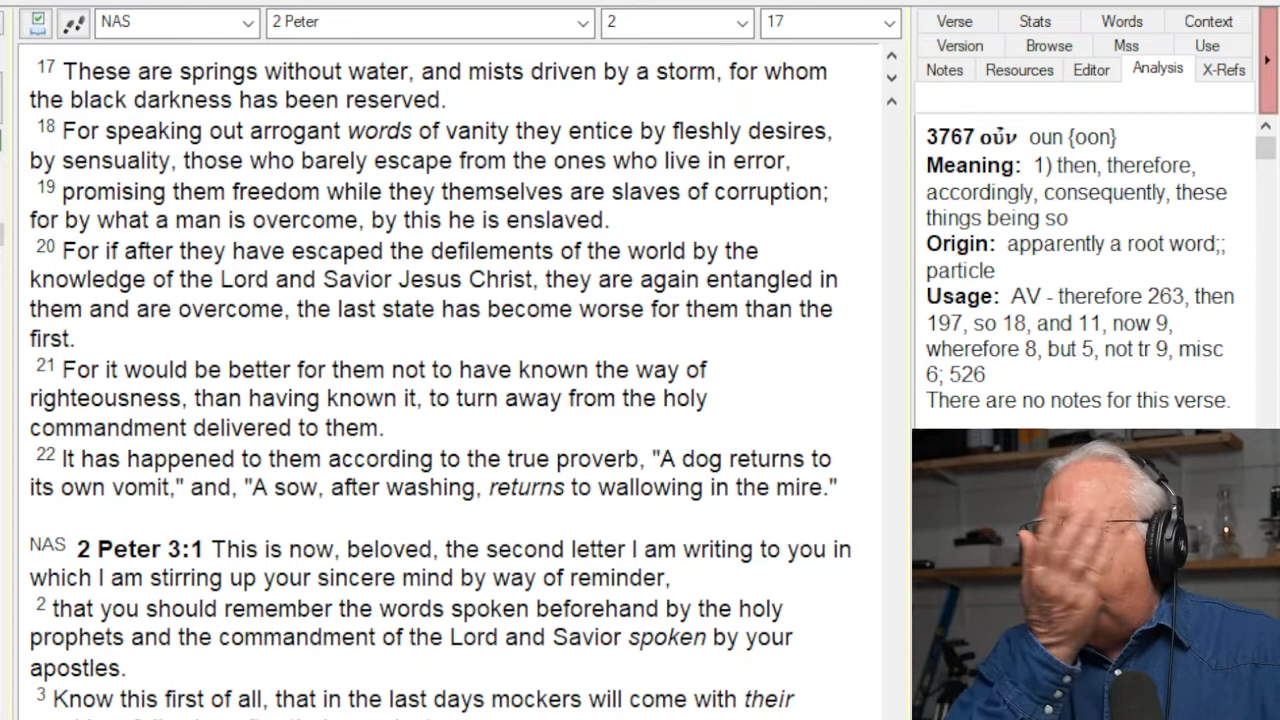 NAS 2 Peter 2 17
17 These are springs without water, and mists driven by a storm, for whom
the black darkness has been reserved.
18 For speaking out arrogant words of vanity they entice by fleshly desires,
by sensuality, those who barely escape from the ones who live in error,
19 promising them freedom while they themselves are slaves of corruption;
for by what a man is overcome, by this he is enslaved.
20 For if after they have escaped the defilements of the world by the
knowledge of the Lord and Savior Jesus Christ, they are again entangled in
them and are overcome, the last state has become worse for them than the
first.
21 For it would be better for them not to have known the way of
righteousness, than having known it, to turn away from the holy
commandment delivered to them.
22 It has happened to them according to the true proverb, "A dog returns to
its own vomit," and, "A sow, after washing, returns to wallowing in the mire."
NAS 2 Peter 3:1 This is now, beloved, the second letter I am writing to you in
which I am stirring up your sincere mind by way of reminder,
2 that you should remember the words spoken beforehand by the holy
prophets and the commandment of the Lord and Savior spoken by your
apostles.
3 Know this first of all, that in the last days mockers will come with their
Verse Stats Words Context
Version Browse Mss Use
Notes Resources Editor Analysis X-Refs
3767 οὖν oun {oon}
Meaning: 1) then, therefore,
accordingly, consequently, these
things being so
Origin: apparently a root word;;
particle
Usage: AV - therefore 263, then
197, so 18, and 11, now 9,
wherefore 8, but 5, not tr 9, misc
6; 526
There are no notes for this verse.